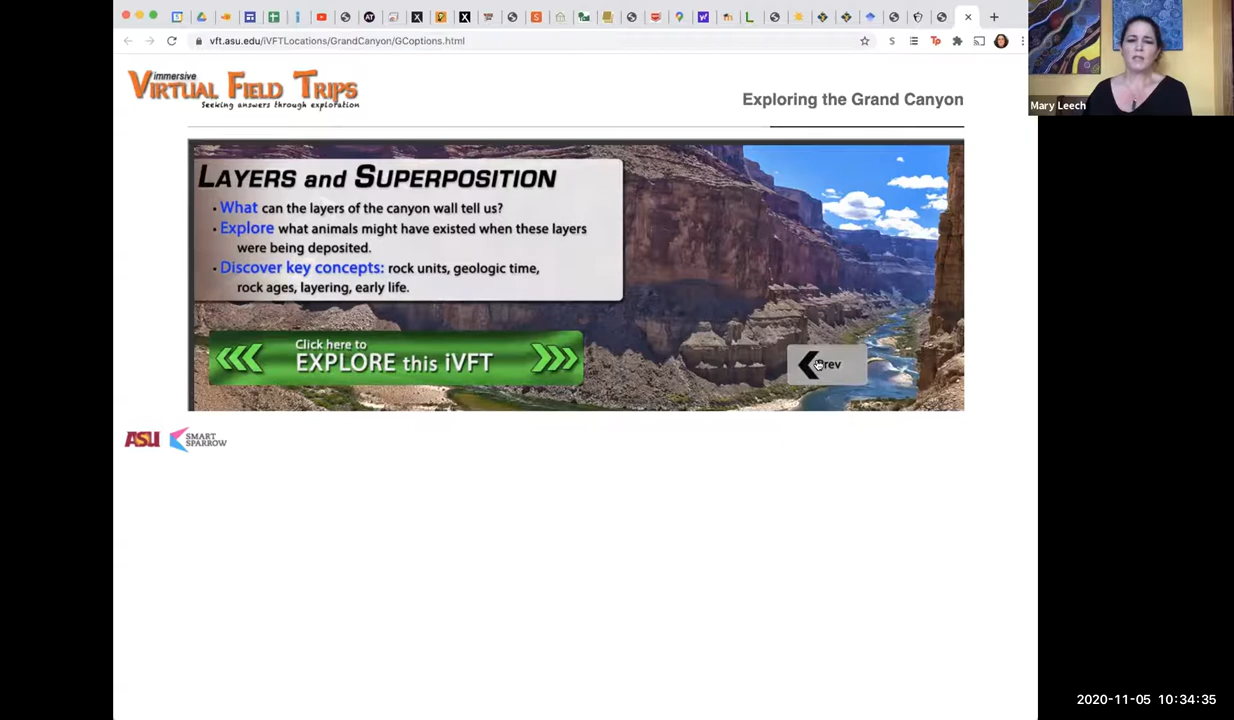 vft.asu.edu/iVFTLocations/GrandCanyon/GCoptions.html
immersive
VIRTUAL FIELD TRIPS
Seeking answers through exploration
Exploring the Grand Canyon
Mary Leech
LAYERS and SUPERPOSITION
• What can the layers of the canyon wall tell us?
• Explore what animals might have existed when these layers
were being deposited.
• Discover key concepts: rock units, geologic time,
rock ages, layering, early life.
Click here to
EXPLORE this iVFT
Prev
ASU SMART
SPARROW
2020-11-05 10:34:35